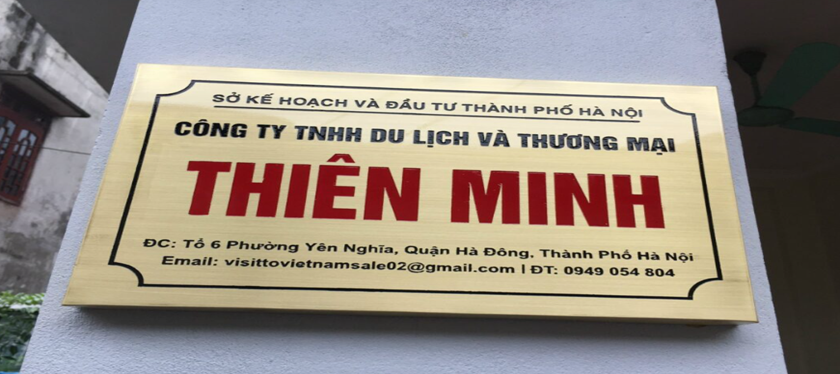 SỞ KẾ HOẠCH VÀ ĐẦU TƯ THÀNH PHỐ HÀ NỘI
CÔNG TY TNHH DU LỊCH VÀ THƯƠNG MẠI
THIÊN MINH
ĐC: Tổ 6 Phường Yên Nghĩa, Quận Hà Đông, Thành Phố Hà Nội
Email: visittovietnamsale02@gmail.com | ĐT: 0949 054 804